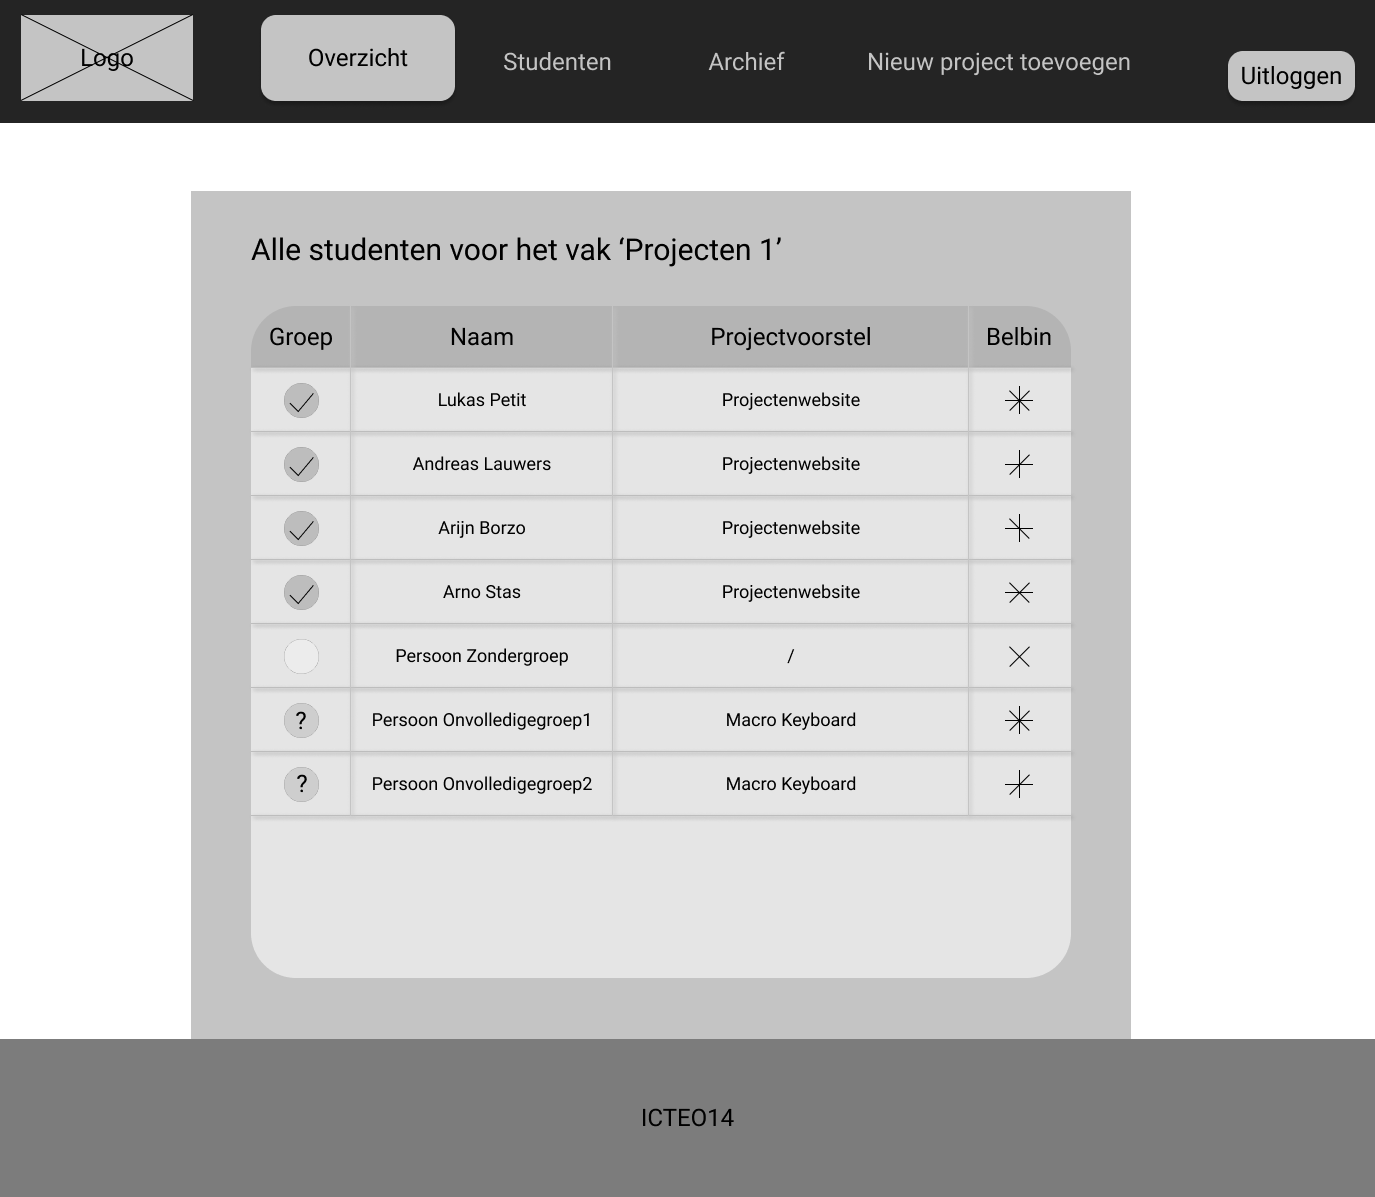 Logo
Overzicht
Studenten
Archief
Nieuw project toevoegen
Uitloggen
Alle studenten voor het vak ‘Projecten 1’
Groep Naam Projectvoorstel Belbin
Lukas Petit Projectenwebsite
Andreas Lauwers Projectenwebsite
Arijn Borzo Projectenwebsite
Arno Stas Projectenwebsite
Persoon Zondergroep /
? Persoon Onvolledigegroep1 Macro Keyboard
? Persoon Onvolledigegroep2 Macro Keyboard
ICTEO14